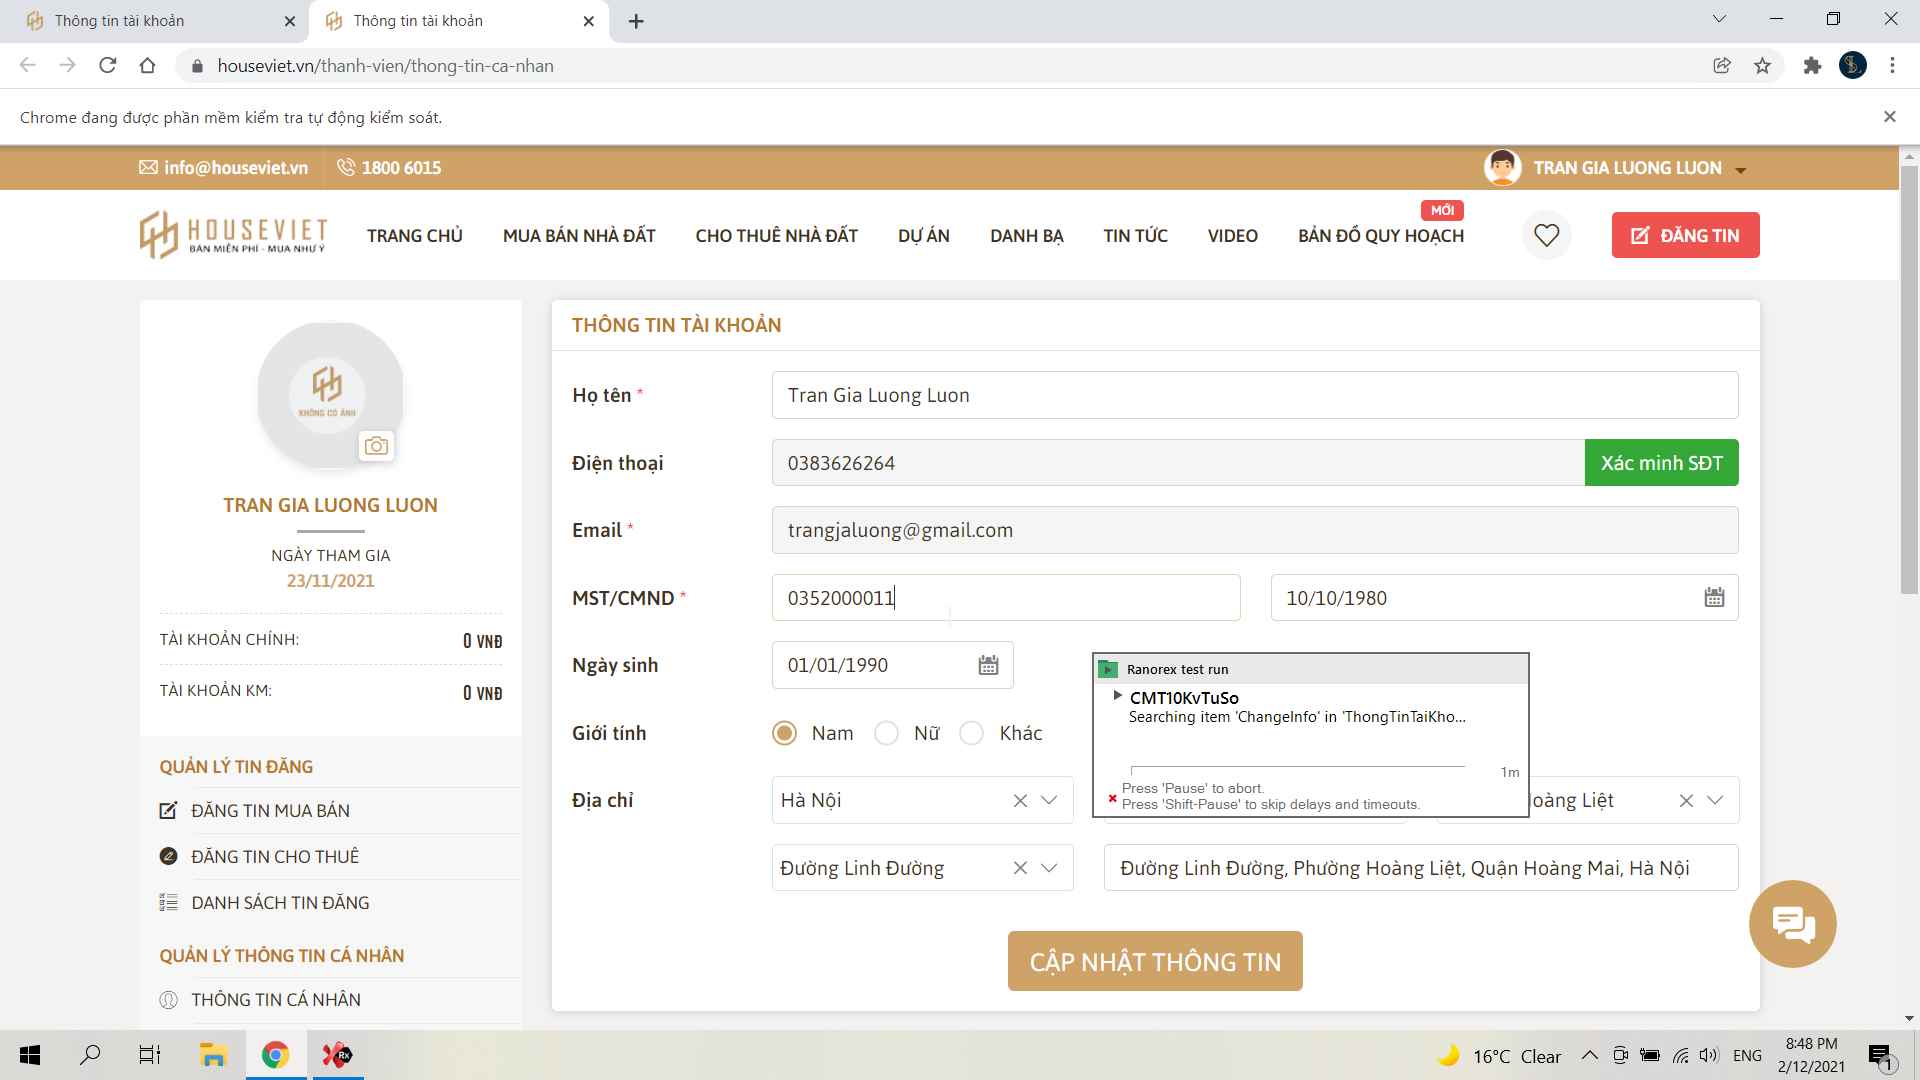 Thông tin tài khoản
Thông tin tài khoản
houseviet.vn/thanh-vien/thong-tin-ca-nhan
Chrome đang được phần mềm kiểm tra tự động kiểm soát.
info@houseviet.vn
1800 6015
TRAN GIA LUONG LUON
HOUSEVIET
BÁN MIỄN PHÍ - MUA NHƯ Ý
TRANG CHỦ
MUA BÁN NHÀ ĐẤT
CHO THUÊ NHÀ ĐẤT
DỰ ÁN
DANH BẠ
TIN TỨC
VIDEO
BẢN ĐỒ QUY HOẠCH
MỚI
ĐĂNG TIN
KHÔNG CÓ ẢNH
TRAN GIA LUONG LUON
NGÀY THAM GIA
23/11/2021
TÀI KHOẢN CHÍNH: 0 VNĐ
TÀI KHOẢN KM: 0 VNĐ
QUẢN LÝ TIN ĐĂNG
ĐĂNG TIN MUA BÁN
ĐĂNG TIN CHO THUÊ
DANH SÁCH TIN ĐĂNG
QUẢN LÝ THÔNG TIN CÁ NHÂN
THÔNG TIN CÁ NHÂN
THÔNG TIN TÀI KHOẢN
Họ tên * Tran Gia Luong Luon
Điện thoại 0383626264 Xác minh SĐT
Email * trangjaluong@gmail.com
MST/CMND * 0352000011 10/10/1980
Ngày sinh 01/01/1990
Giới tính Nam Nữ Khác
Địa chỉ Hà Nội oàng Liệt
Đường Linh Đường Đường Linh Đường, Phường Hoàng Liệt, Quận Hoàng Mai, Hà Nội
CẬP NHẬT THÔNG TIN
Ranorex test run
CMT10KvTuSo
Searching item 'ChangeInfo' in 'ThongTinTaiKho...
1m
Press 'Pause' to abort.
Press 'Shift-Pause' to skip delays and timeouts.
Rx
16°C Clear
ENG
8:48 PM
2/12/2021
1